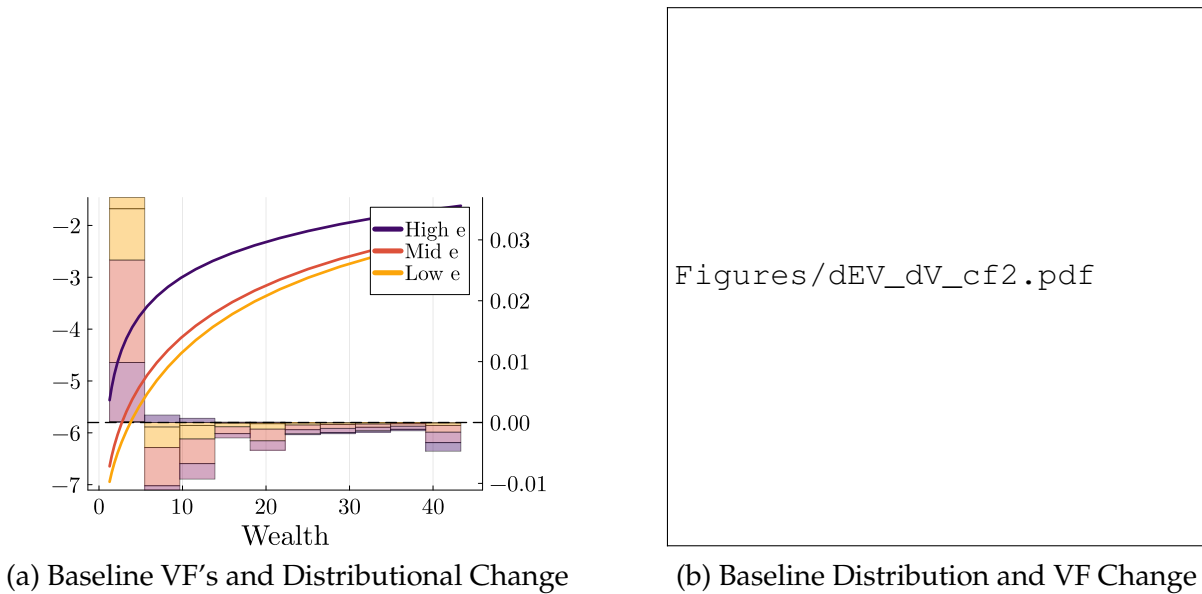 −2
−3
−4
−5
−6
−7
0.03
0.02
0.01
0.00
−0.01
High e
Mid e
Low e
0
10
20
30
40
Wealth
(a) Baseline VF's and Distributional Change
Figures/dEV_dV_cf2.pdf
(b) Baseline Distribution and VF Change